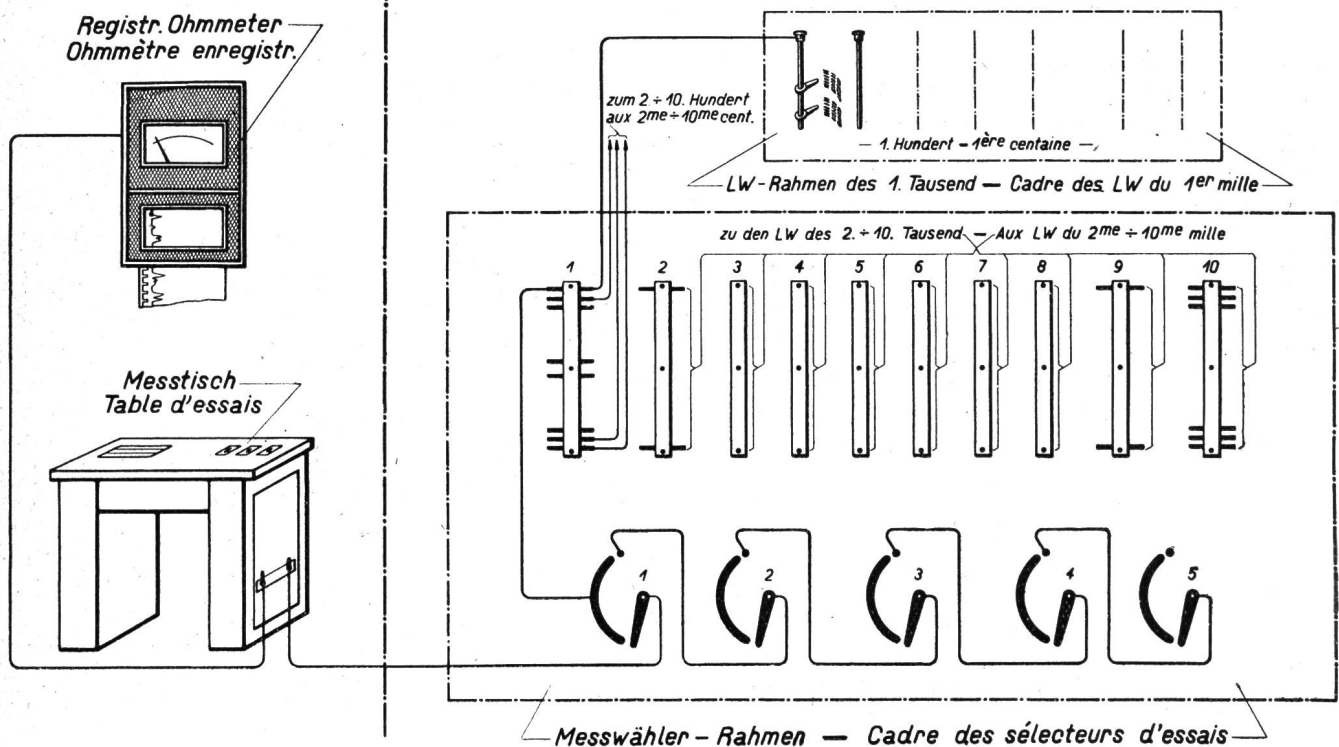 Registr. Ohmmeter
Ohmmètre enregistr.
zum 2 ÷ 10. Hundert
aux 2me ÷ 10me cent.
— 1. Hundert – 1ère centaine —
LW - Rahmen des 1. Tausend — Cadre des LW du 1er mille
zu den LW des 2. ÷ 10. Tausend — Aux LW du 2me ÷ 10me mille
1 2 3 4 5 6 7 8 9 10
Messtisch
Table d'essais
1 2 3 4 5
Messwähler – Rahmen — Cadre des sélecteurs d'essais